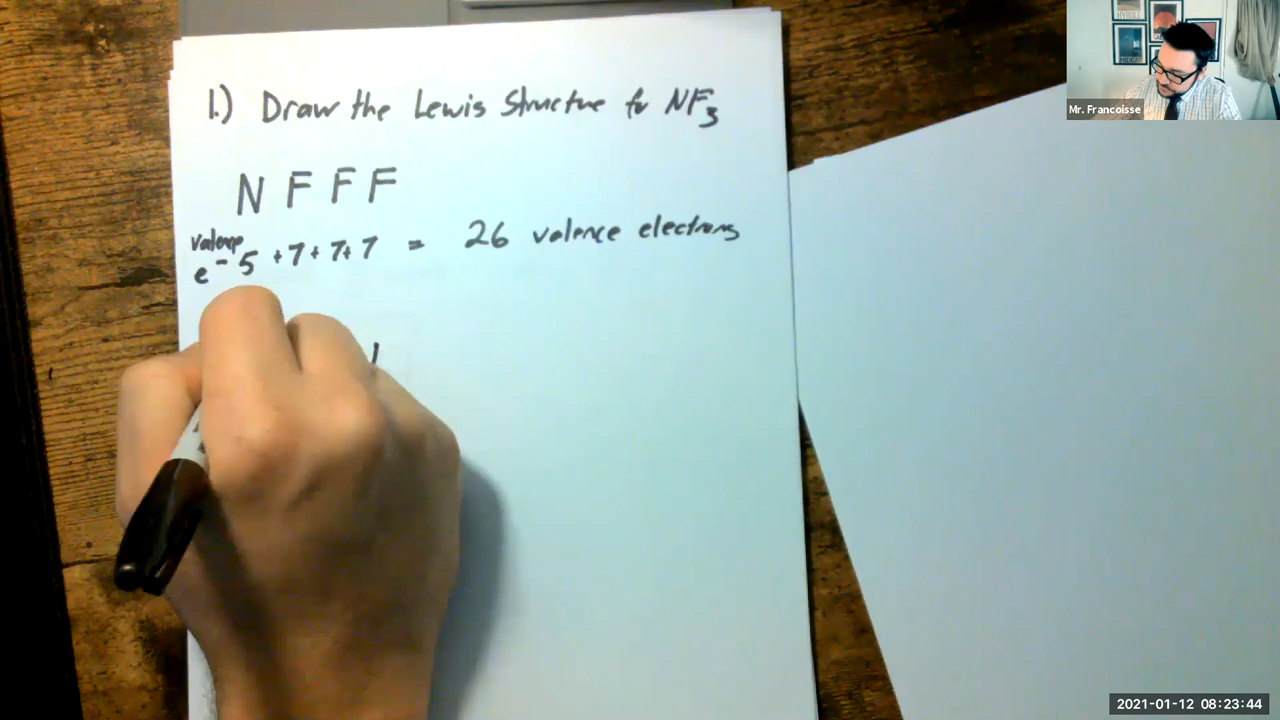 1.) Draw the Lewis Structure for NF3
N F F F
valence
e- 5 + 7 + 7 + 7 = 26 valence electrons
Mr. Francoisse
2021-01-12 08:23:44